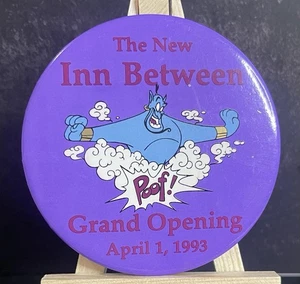 The New
Inn Between
Poof!
Grand Opening
April 1, 1993